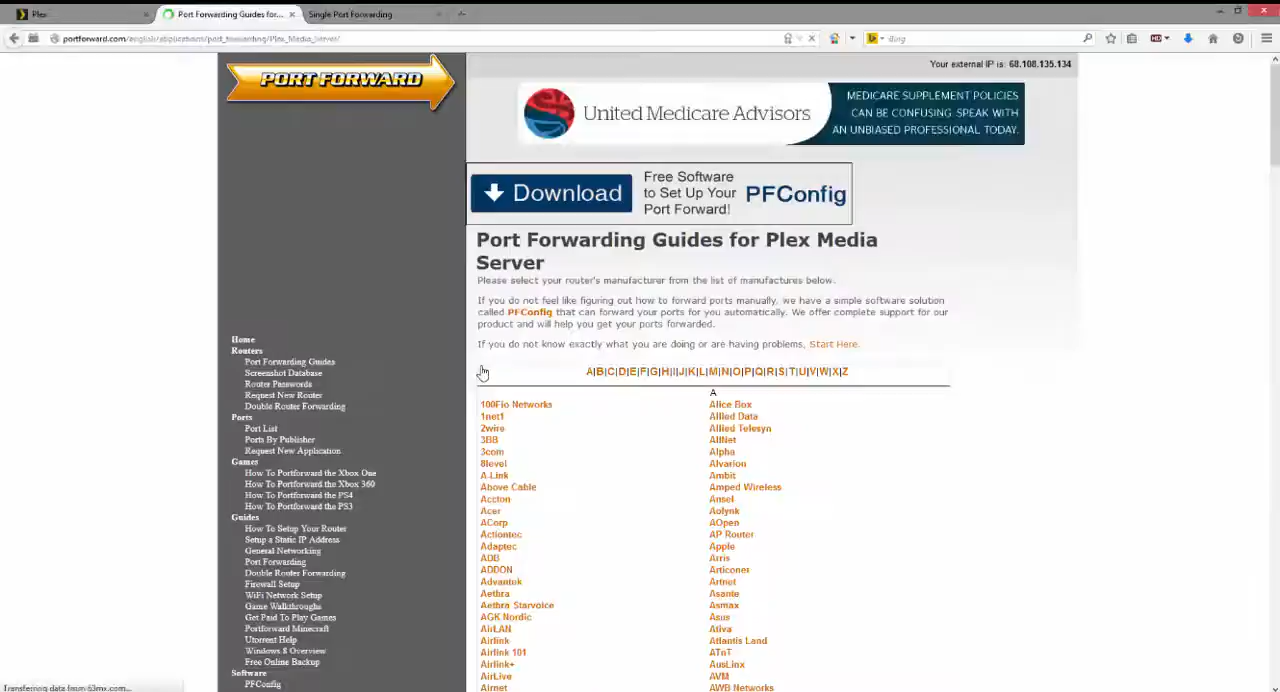 Plex
Port Forwarding Guides for...
Single Port Forwarding
portforward.com/english/applications/port_forwarding/Plex_Media_Server/
Bing
PORT FORWARD
Your external IP is: 68.108.135.134
United Medicare Advisors
MEDICARE SUPPLEMENT POLICIES
CAN BE CONFUSING. SPEAK WITH
AN UNBIASED PROFESSIONAL TODAY.
Download
Free Software
to Set Up Your
Port Forward!
PFConfig
Port Forwarding Guides for Plex Media
Server
Please select your router's manufacturer from the list of manufactures below.
If you do not feel like figuring out how to forward ports manually, we have a simple software solution
called PFConfig that can forward your ports for you automatically. We offer complete support for our
product and will help you get your ports forwarded.
If you do not know exactly what you are doing or are having problems, Start Here.
A|B|C|D|E|F|G|H|I|J|K|L|M|N|O|P|Q|R|S|T|U|V|W|X|Z
A
Home
Routers
Port Forwarding Guides
Screenshot Database
Router Passwords
Request New Router
Double Router Forwarding
Ports
Port List
Ports By Publisher
Request New Application
Games
How To Portforward the Xbox One
How To Portforward the Xbox 360
How To Portforward the PS4
How To Portforward the PS3
Guides
How To Setup Your Router
Setup a Static IP Address
General Networking
Port Forwarding
Double Router Forwarding
Firewall Setup
WiFi Network Setup
Game Walkthroughs
Get Paid To Play Games
Portforward Minecraft
Utorrent Help
Windows 8 Overview
Free Online Backup
Software
PFConfig
100Fio Networks
1net1
2wire
3BB
3com
8level
A-Link
Above Cable
Accton
Acer
ACorp
Actiontec
Adaptec
ADB
ADDON
Advantek
Aethra
Aethra Starvoice
AGK Nordic
AirLAN
Airlink
Airlink 101
Airlink+
AirLive
Airnet
Alice Box
Allied Data
Allied Telesyn
AllNet
Alpha
Alvarion
Ambit
Amped Wireless
Ansel
Aolynk
AOpen
AP Router
Apple
Arris
Articoner
Artnet
Asante
Asmax
Asus
Ativa
Atlantis Land
ATnT
AusLinx
AVM
AWB Networks
Transferring data from 63mx.com...